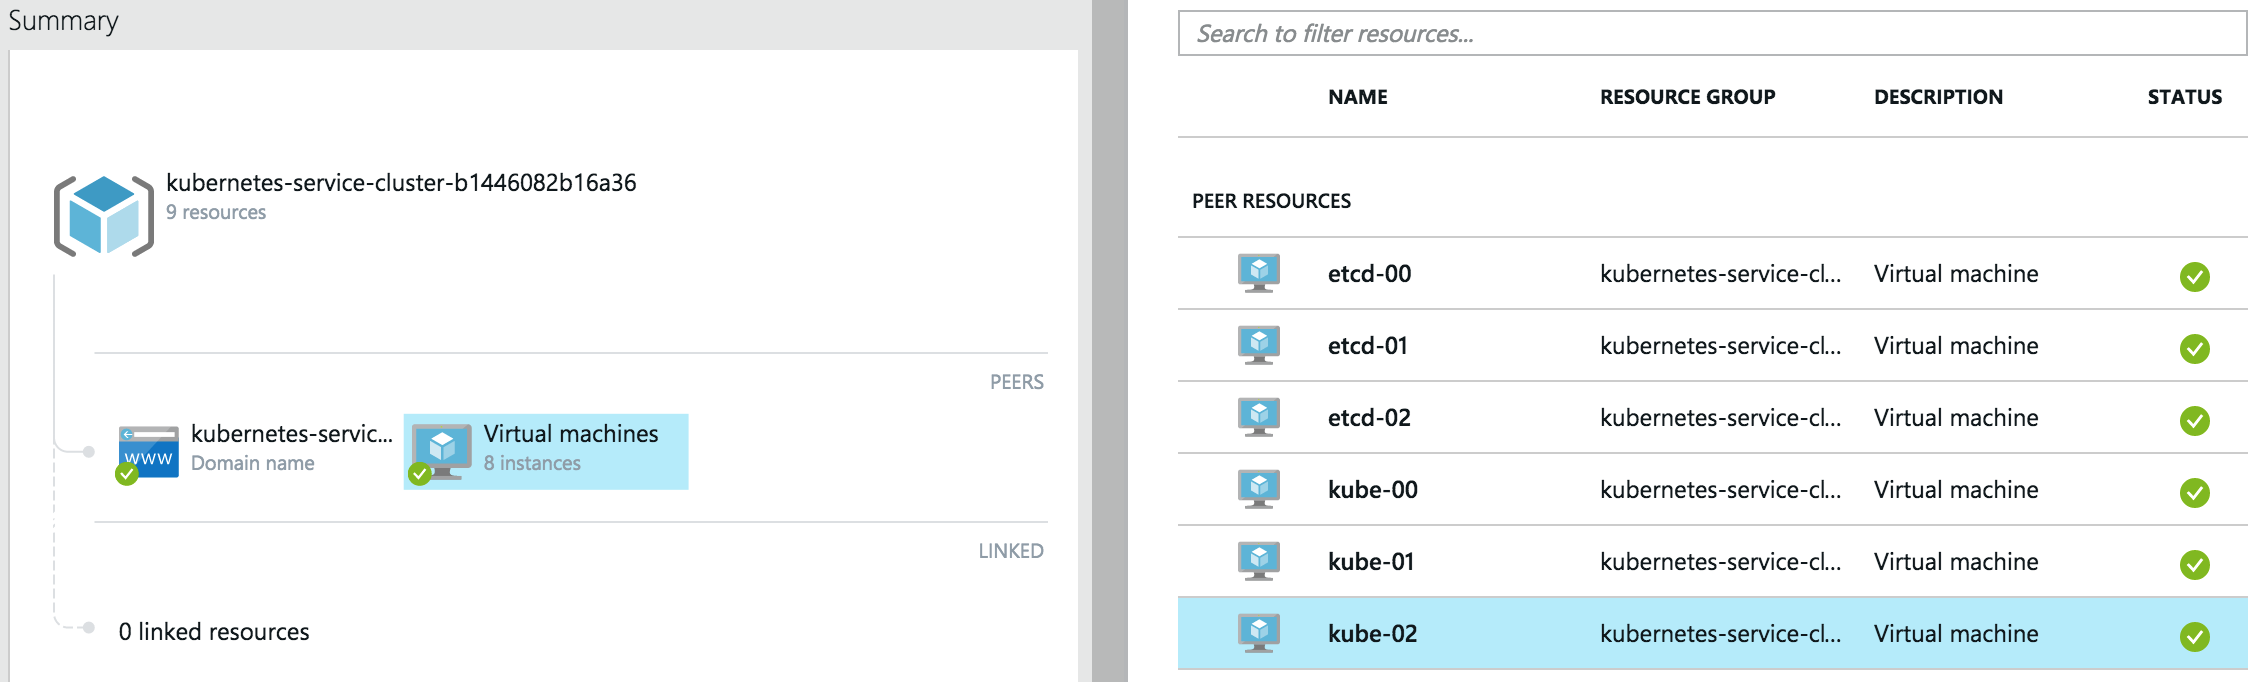 Summary
kubernetes-service-cluster-b1446082b16a36
9 resources
PEERS
kubernetes-servic...
Domain name
WWW
Virtual machines
8 instances
LINKED
0 linked resources
Search to filter resources...
NAME RESOURCE GROUP DESCRIPTION STATUS
PEER RESOURCES
etcd-00 kubernetes-service-cl... Virtual machine
etcd-01 kubernetes-service-cl... Virtual machine
etcd-02 kubernetes-service-cl... Virtual machine
kube-00 kubernetes-service-cl... Virtual machine
kube-01 kubernetes-service-cl... Virtual machine
kube-02 kubernetes-service-cl... Virtual machine